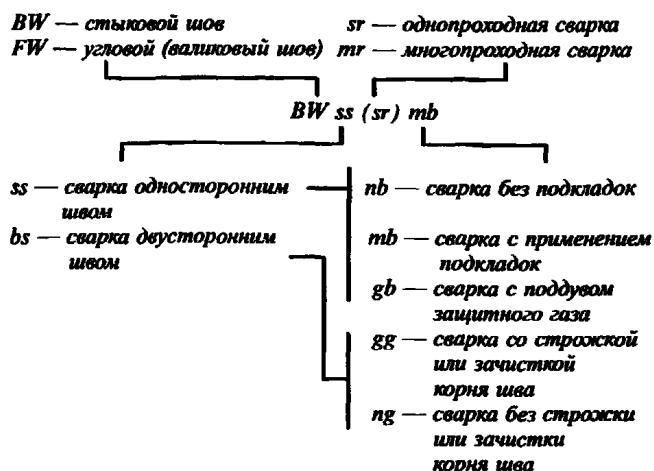 BW — стыковой шов
FW — угловой (валиковый шов)
sr — однопроходная сварка
mr — многопроходная сварка
BW ss (sr) mb
ss — сварка односторонним
швом
bs — сварка двусторонним
швом
nb — сварка без подкладок
mb — сварка с применением
подкладок
gb — сварка с поддувом
защитного газа
gg — сварка со строжкой
или зачисткой
корня шва
ng — сварка без строжки
или зачистки
корня шва